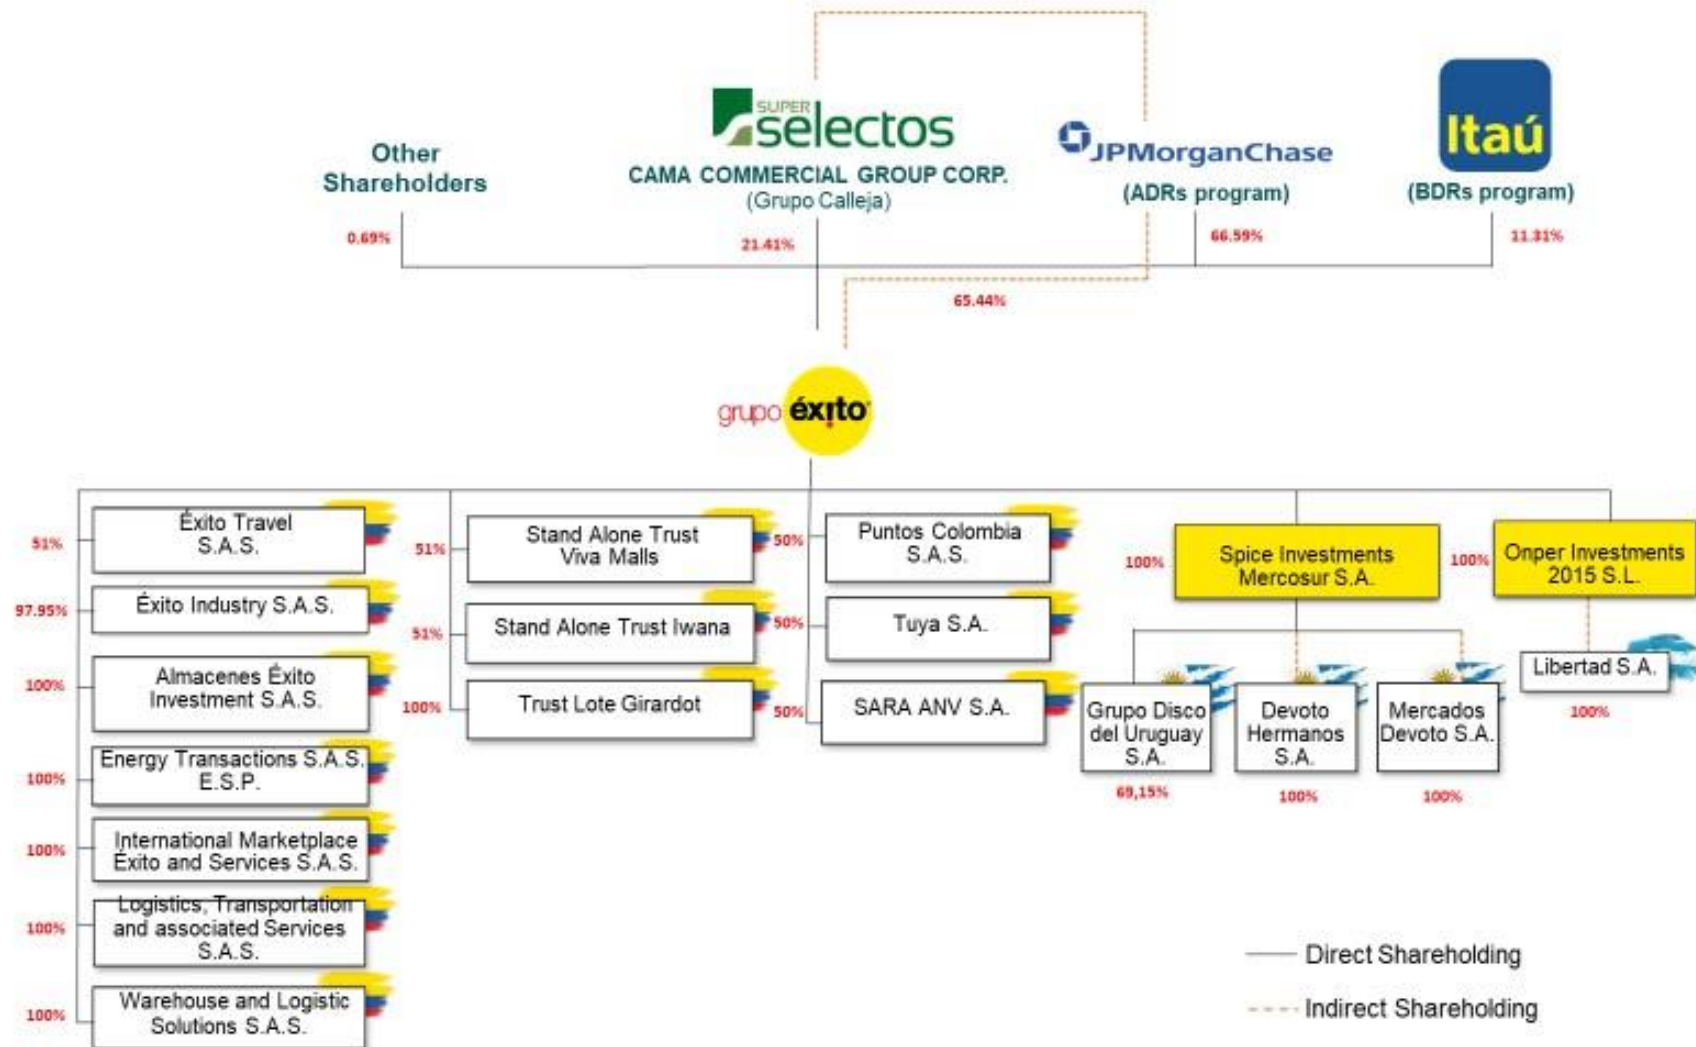 Other
Shareholders
0.69%
SUPER
selectos
CAMA COMMERCIAL GROUP CORP.
(Grupo Calleja)
21.41%
JPMorganChase
(ADRs program)
66.59%
Itaú
(BDRs program)
11.31%
65.44%
grupo éxito
51%
Éxito Travel
S.A.S.
97.95%
Éxito Industry S.A.S.
100%
Almacenes Éxito
Investment S.A.S.
100%
Energy Transactions S.A.S.
E.S.P.
100%
International Marketplace
Éxito and Services S.A.S.
100%
Logistics, Transportation
and associated Services
S.A.S.
100%
Warehouse and Logistic
Solutions S.A.S.
51%
Stand Alone Trust
Viva Malls
51%
Stand Alone Trust Iwana
100%
Trust Lote Girardot
50%
Puntos Colombia
S.A.S.
50%
Tuya S.A.
50%
SARA ANV S.A.
100%
Spice Investments
Mercosur S.A.
Grupo Disco
del Uruguay
S.A.
69,15%
Devoto
Hermanos
S.A.
100%
Mercados
Devoto S.A.
100%
100%
Onper Investments
2015 S.L.
Libertad S.A.
100%
Direct Shareholding
Indirect Shareholding